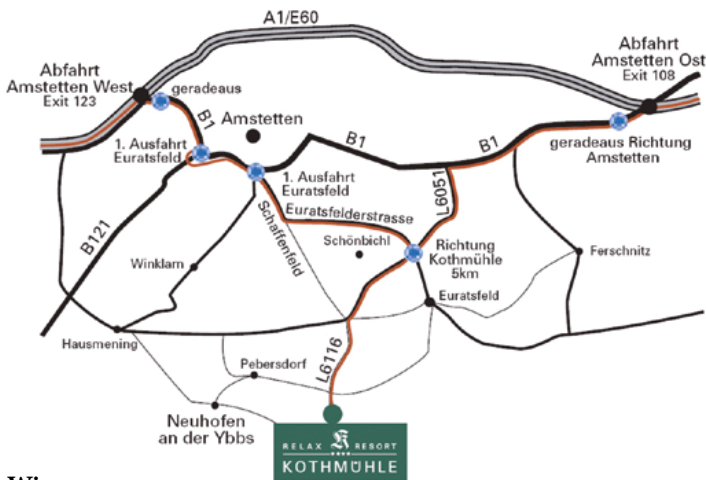 A1/E60
Abfahrt
Amstetten West
Exit 123
geradeaus
B1
Amstetten
B1
B1
Abfahrt
Amstetten Ost
Exit 108
geradeaus Richtung
Amstetten
1. Ausfahrt
Euratsfeld
1. Ausfahrt
Euratsfeld
L6051
Euratsfelderstrasse
B121
Schaffenfeld
Schönbichl
Richtung
Kothmühle
5km
Ferschnitz
Winklarn
Euratsfeld
Hausmening
L6116
Pebersdorf
Neuhofen
an der Ybbs
RELAX R RESORT
KOTHMÜHLE